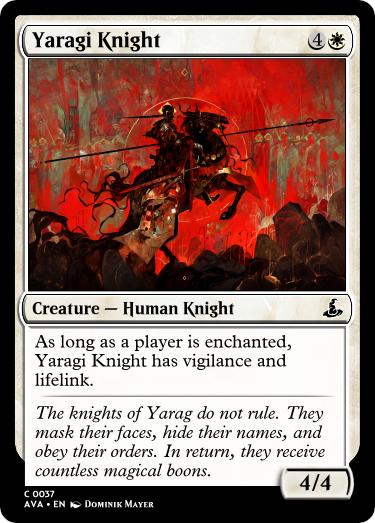 Yaragi Knight 4
Creature — Human Knight
As long as a player is enchanted,
Yaragi Knight has vigilance and
lifelink.
The knights of Yarag do not rule. They
mask their faces, hide their names, and
obey their orders. In return, they receive
countless magical boons.
4/4
C 0037
AVA • EN Dominik Mayer